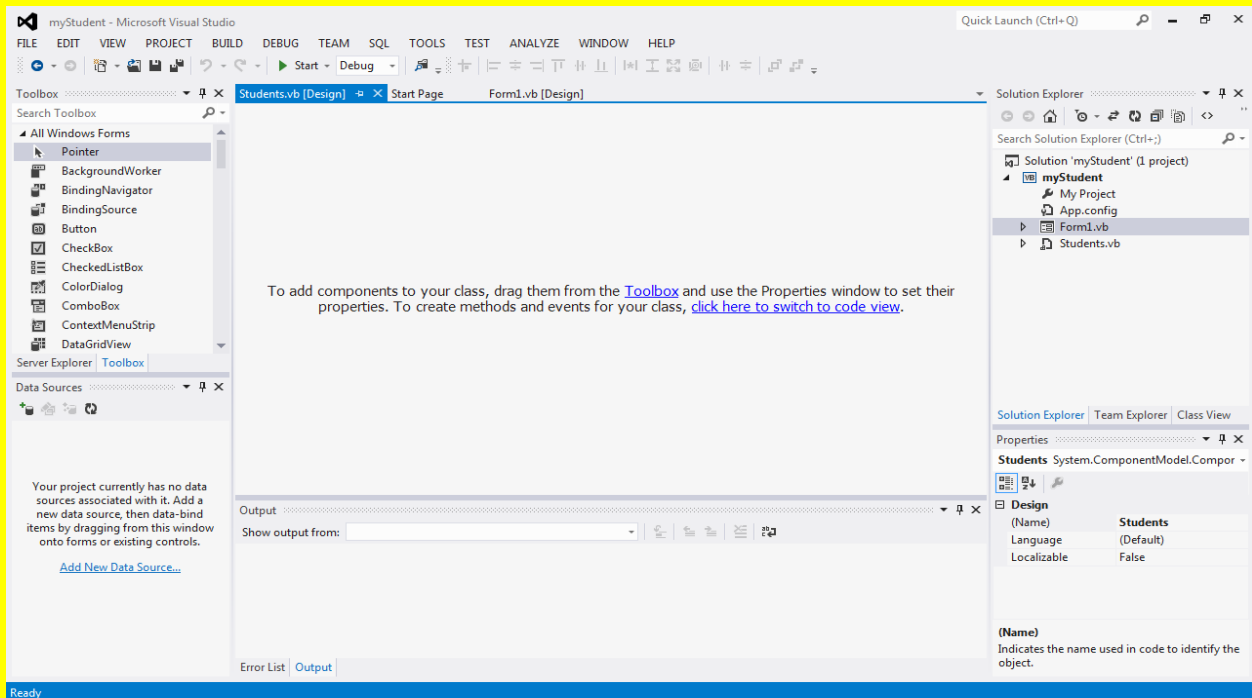 myStudent - Microsoft Visual Studio
Quick Launch (Ctrl+Q)
FILE EDIT VIEW PROJECT BUILD DEBUG TEAM SQL TOOLS TEST ANALYZE WINDOW HELP
Start Debug
Toolbox
Search Toolbox
All Windows Forms
Pointer
BackgroundWorker
BindingNavigator
BindingSource
Button
CheckBox
CheckedListBox
ColorDialog
ComboBox
ContextMenuStrip
DataGridView
Server Explorer Toolbox
Data Sources
Your project currently has no data
sources associated with it. Add a
new data source, then data-bind
items by dragging from this window
onto forms or existing controls.
Add New Data Source...
Students.vb [Design] Start Page Form1.vb [Design]
To add components to your class, drag them from the Toolbox and use the Properties window to set their
properties. To create methods and events for your class, click here to switch to code view.
Output
Show output from:
Error List Output
Solution Explorer
Search Solution Explorer (Ctrl+;)
Solution 'myStudent' (1 project)
VB myStudent
My Project
App.config
Form1.vb
Students.vb
Solution Explorer Team Explorer Class View
Properties
Students System.ComponentModel.Compor
Design
(Name) Students
Language (Default)
Localizable False
(Name)
Indicates the name used in code to identify the
object.
Ready